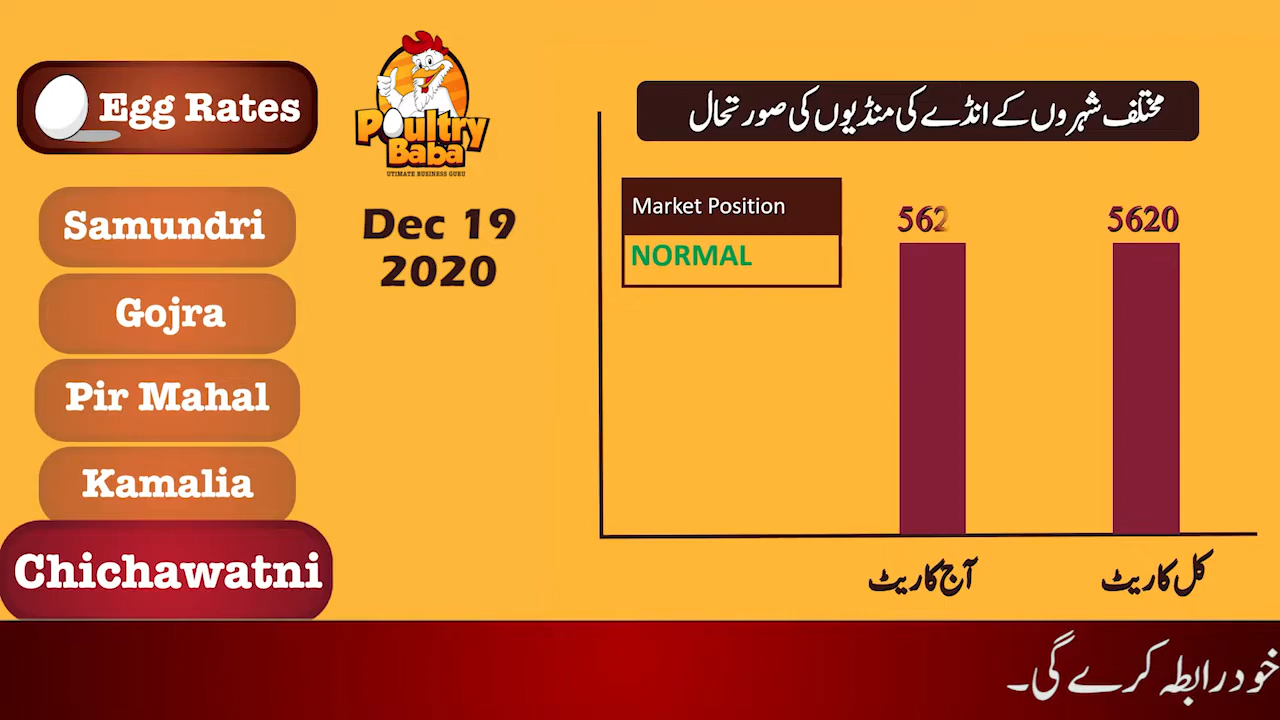 Egg Rates
Samundri
Gojra
Pir Mahal
Kamalia
Chichawatni
Poultry
Baba
UTIMATE BUSINESS GURU
Dec 19
2020
مختلف شہروں کے انڈے کی منڈیوں کی صورتحال
Market Position
NORMAL
562
5620
آج کا ریٹ
کل کا ریٹ
خود رابطہ کرے گی۔